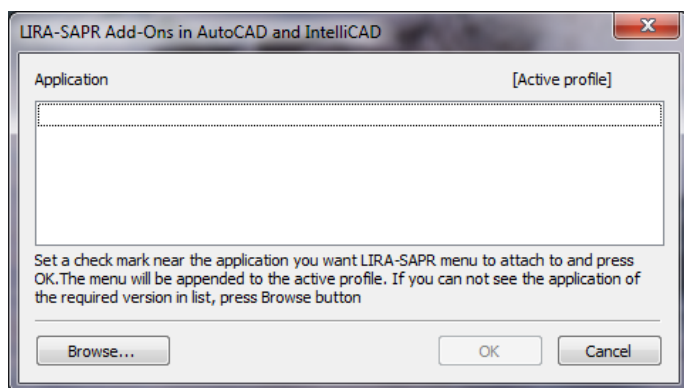 LIRA-SAPR Add-Ons in AutoCAD and IntelliCAD
Application [Active profile]
Set a check mark near the application you want LIRA-SAPR menu to attach to and press
OK.The menu will be appended to the active profile. If you can not see the application of
the required version in list, press Browse button
Browse... OK Cancel